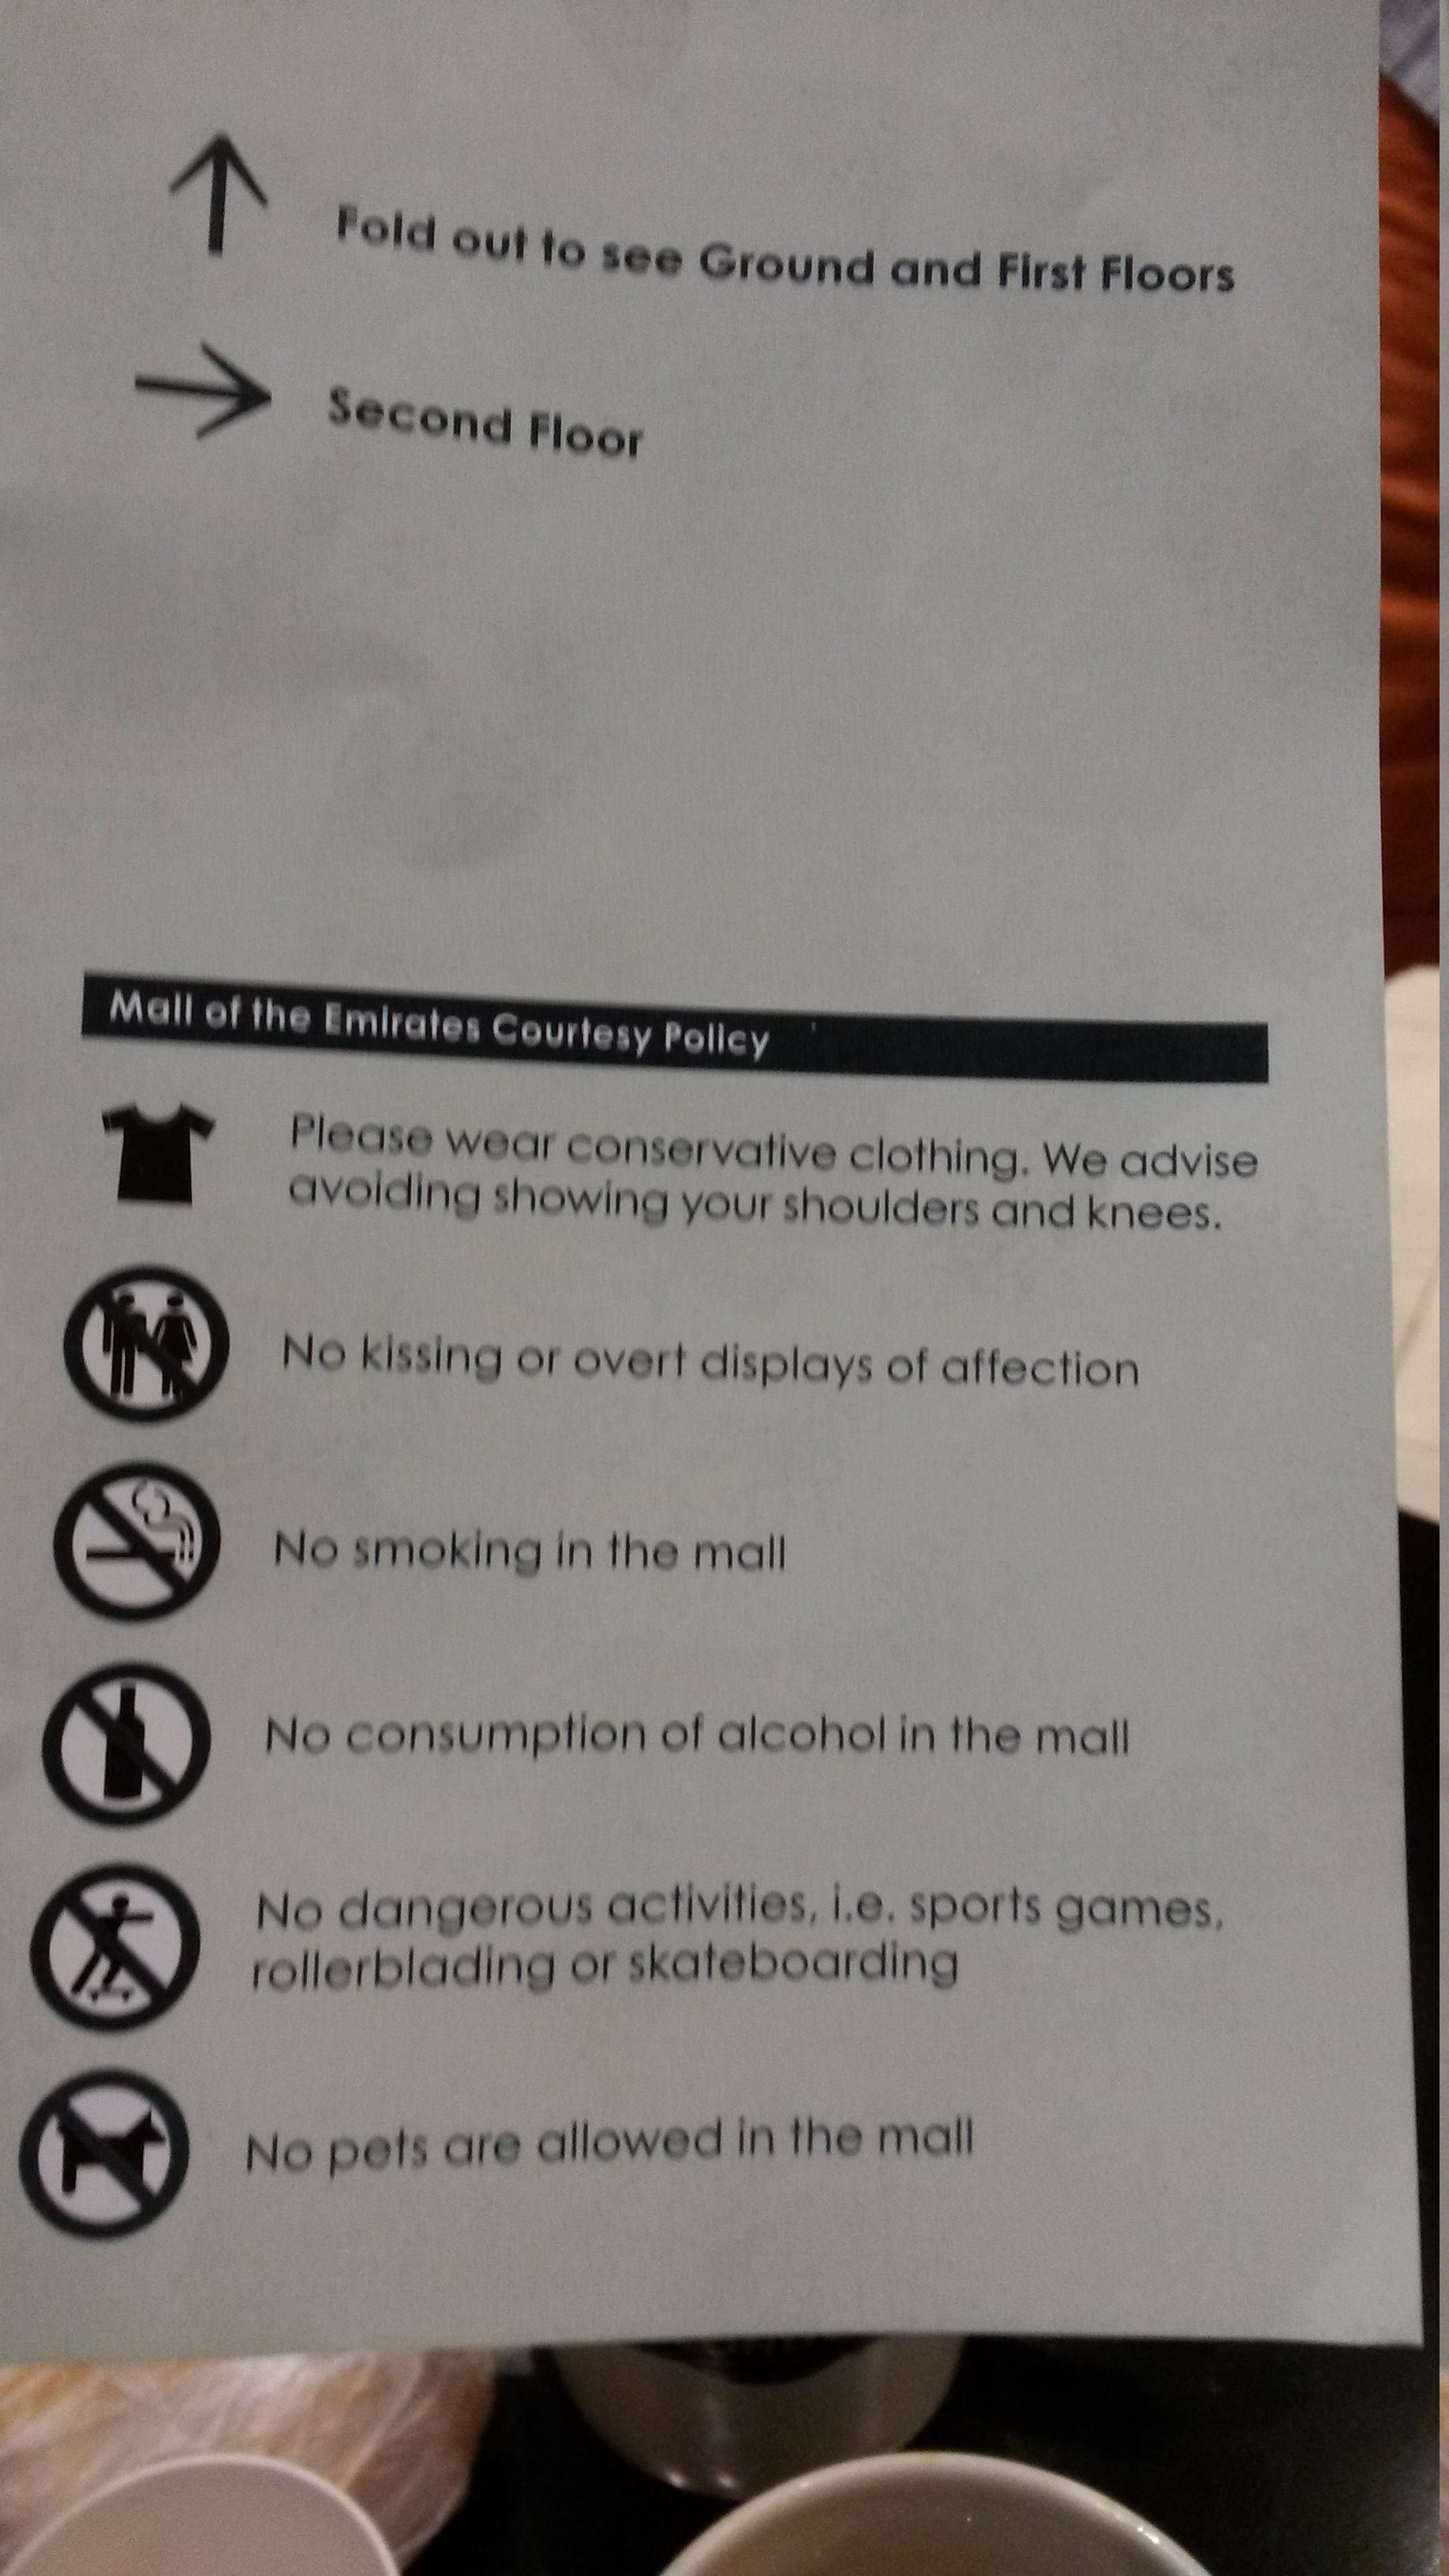 Fold out to see Ground and First Floors
Second Floor
Mall of the Emirates Courtesy Policy
Please wear conservative clothing. We advise
avoiding showing your shoulders and knees.
No kissing or overt displays of affection
No smoking in the mall
No consumption of alcohol in the mall
No dangerous activities, i.e. sports games,
rollerblading or skateboarding
No pets are allowed in the mall